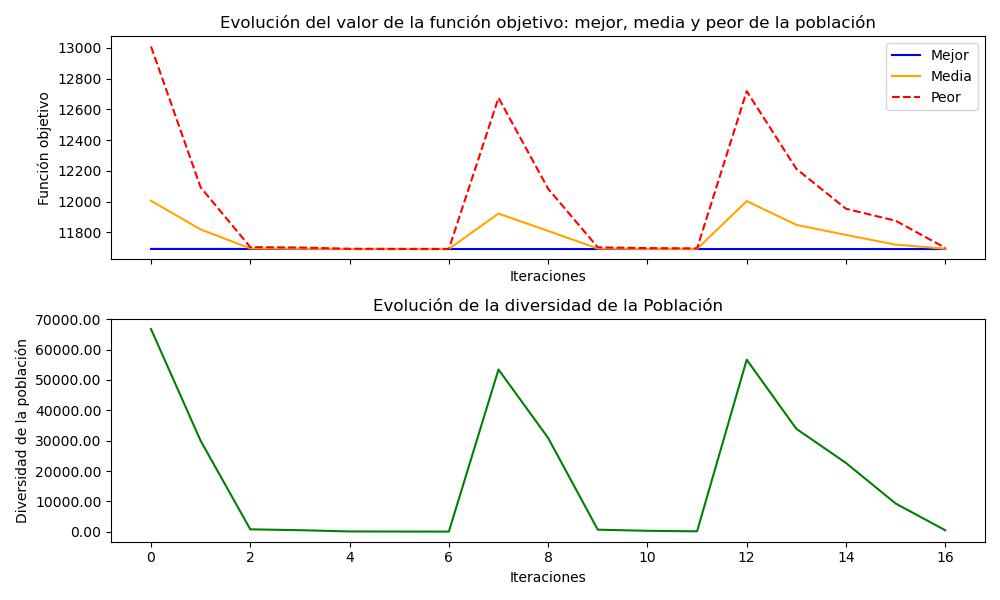 Evolución del valor de la función objetivo: mejor, media y peor de la población
Función objetivo
13000
12800
12600
12400
12200
12000
11800
Mejor
Media
Peor
Iteraciones
Evolución de la diversidad de la Población
Diversidad de la población
70000.00
60000.00
50000.00
40000.00
30000.00
20000.00
10000.00
0.00
0 2 4 6 8 10 12 14 16
Iteraciones